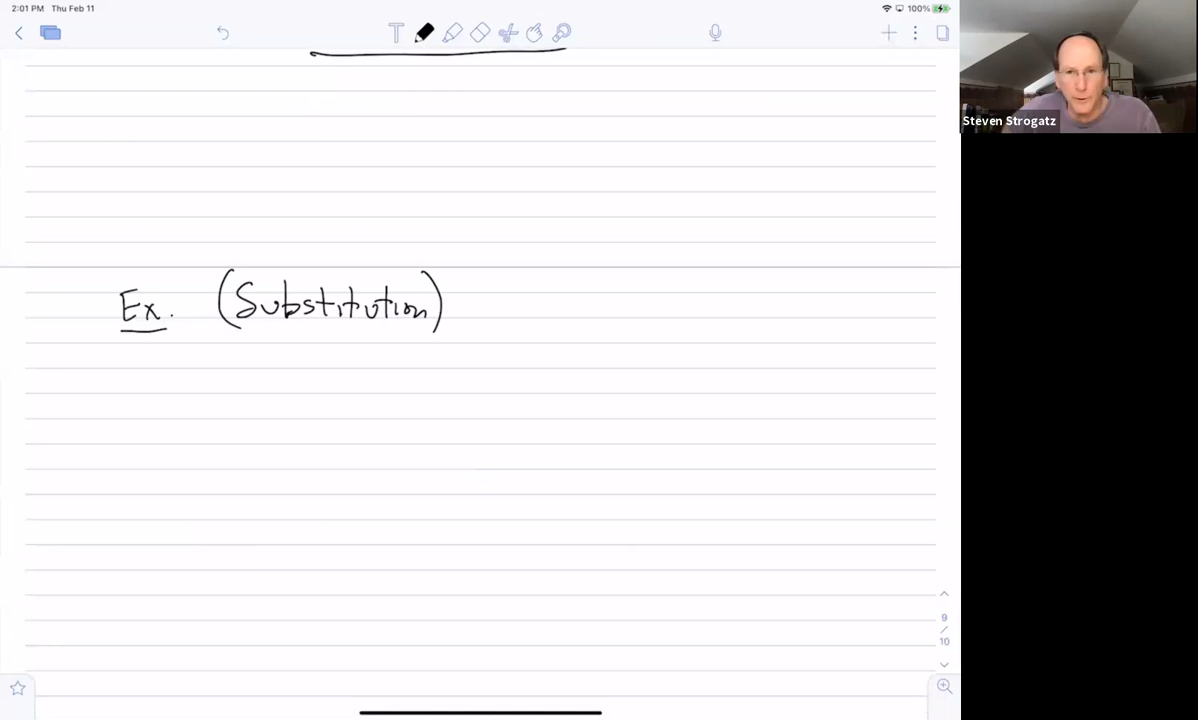 2:01 PM Thu Feb 11
100%
T
Steven Strogatz
Ex. (Substitution)
9
/
10